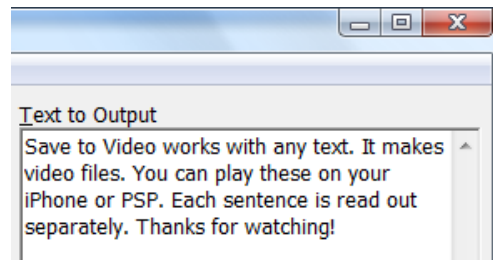 Text to Output
Save to Video works with any text. It makes
video files. You can play these on your
iPhone or PSP. Each sentence is read out
separately. Thanks for watching!